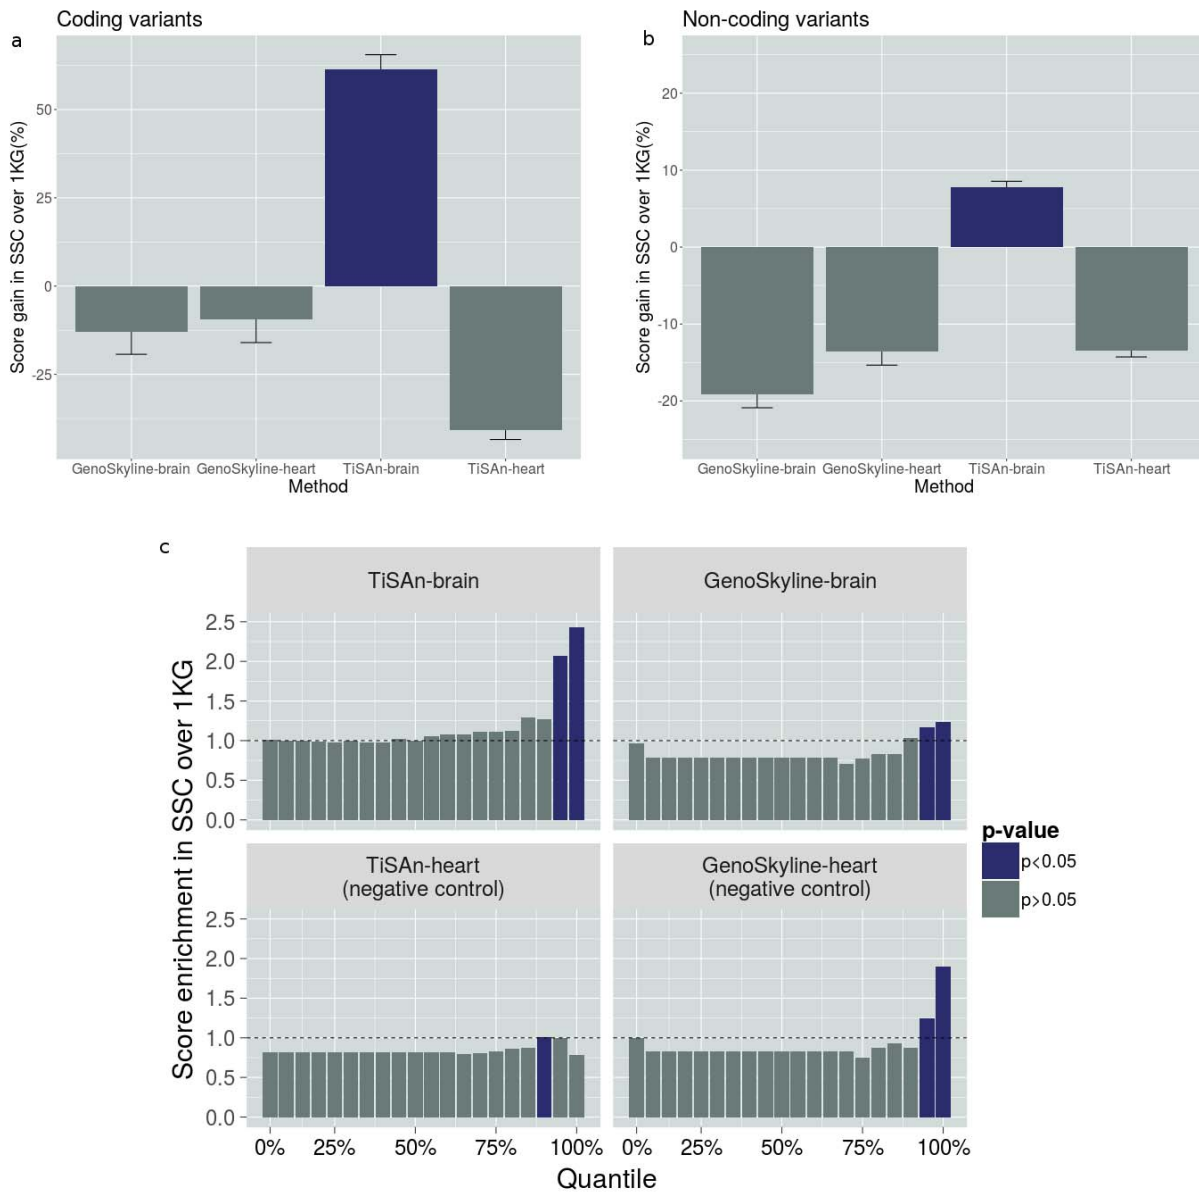 Coding variants
a
Score gain in SSC over 1KG(%)
50
25
0
-25
GenoSkyline-brain GenoSkyline-heart TiSAn-brain TiSAn-heart
Method
Non-coding variants
b
Score gain in SSC over 1KG(%)
20
10
0
-10
-20
GenoSkyline-brain GenoSkyline-heart TiSAn-brain TiSAn-heart
Method
c
Score enrichment in SSC over 1KG
TiSAn-brain
GenoSkyline-brain
2.5
2.0
1.5
1.0
0.5
0.0
TiSAn-heart
(negative control)
GenoSkyline-heart
(negative control)
2.5
2.0
1.5
1.0
0.5
0.0
0% 25% 50% 75% 100%
0% 25% 50% 75% 100%
Quantile
p-value
p<0.05
p>0.05